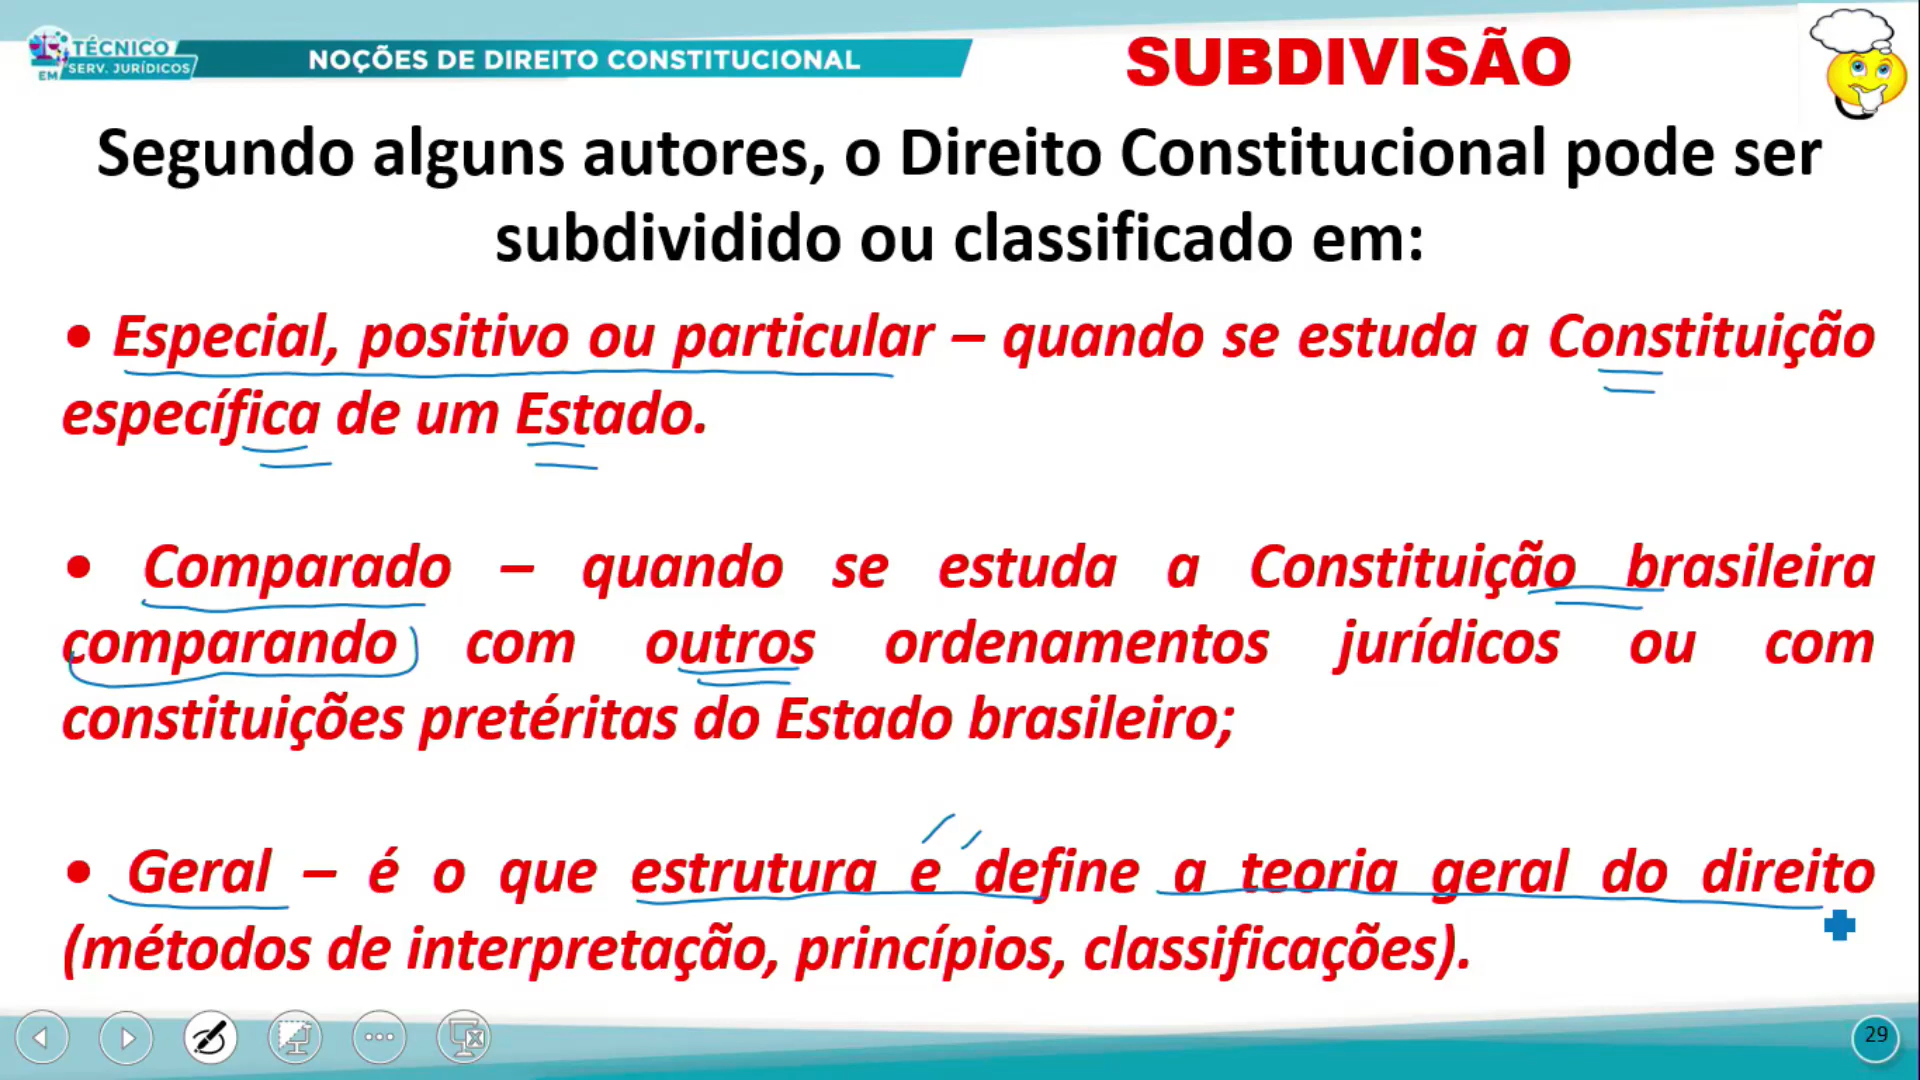 TÉCNICO
EM SERV. JURÍDICOS
NOÇÕES DE DIREITO CONSTITUCIONAL
SUBDIVISÃO
Segundo alguns autores, o Direito Constitucional pode ser
subdividido ou classificado em:
• Especial, positivo ou particular – quando se estuda a Constituição
específica de um Estado.
• Comparado – quando se estuda a Constituição brasileira
comparando com outros ordenamentos jurídicos ou com
constituições pretéritas do Estado brasileiro;
• Geral – é o que estrutura e define a teoria geral do direito
(métodos de interpretação, princípios, classificações).
29